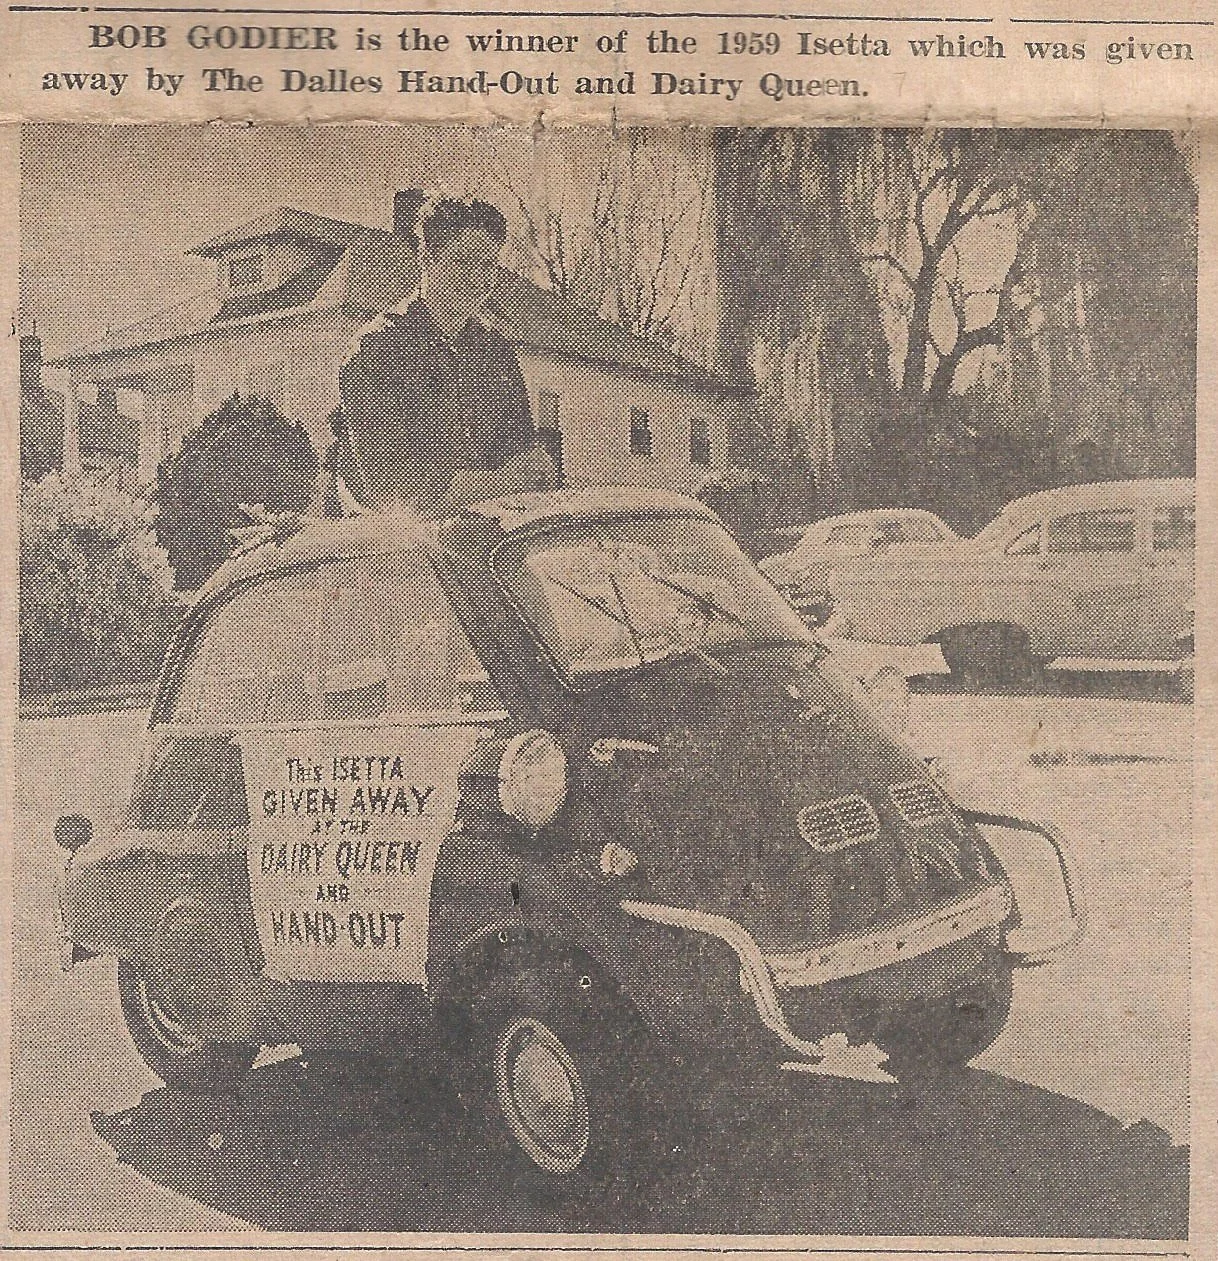 BOB GODIER is the winner of the 1959 Isetta which was given
away by The Dalles Hand-Out and Dairy Queen.
This ISETTA
GIVEN AWAY
AT THE
DAIRY QUEEN
AND
HAND-OUT